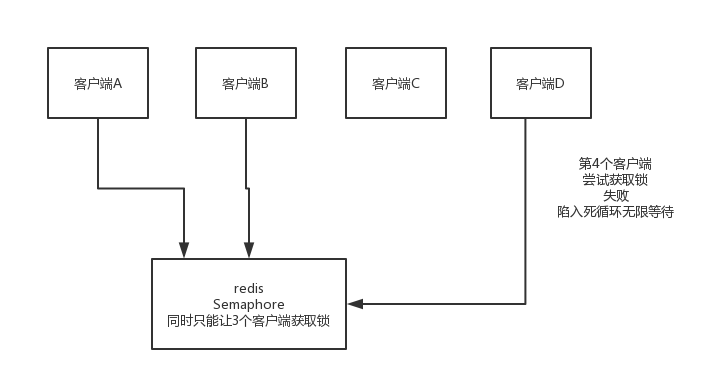 客户端A
客户端B
客户端C
客户端D
第4个客户端
尝试获取锁
失败
陷入死循环无限等待
redis
Semaphore
同时只能让3个客户端获取锁